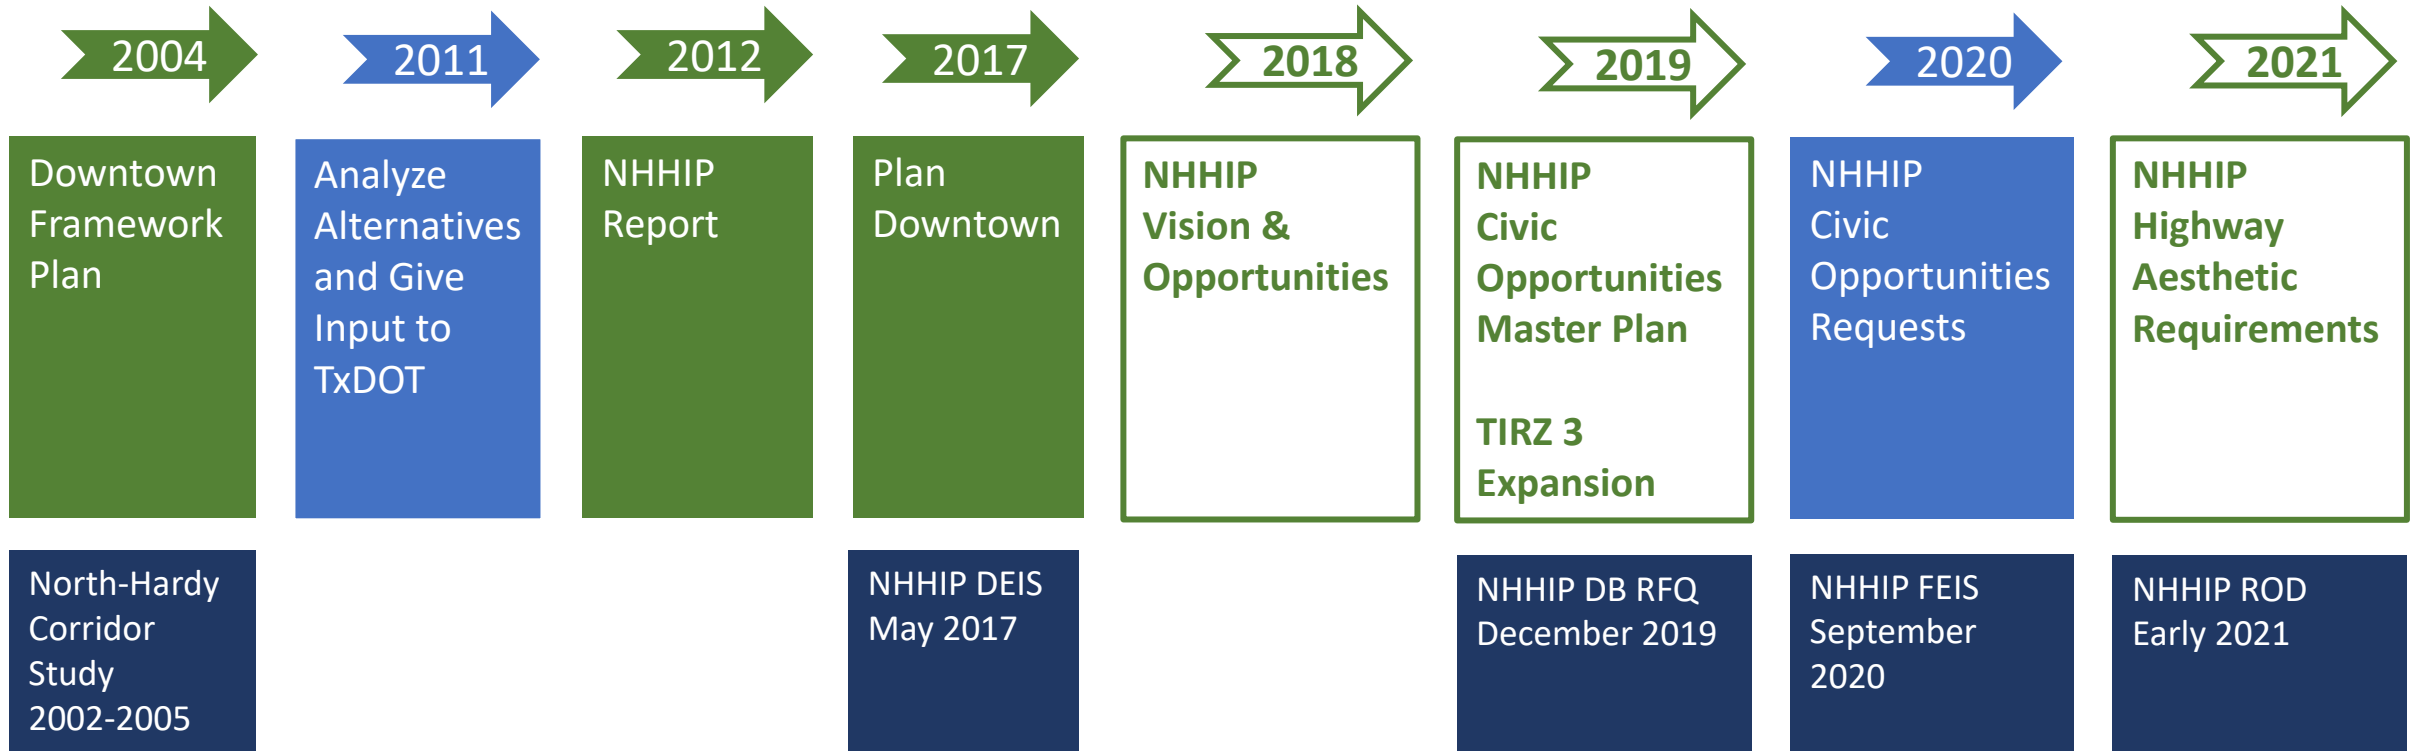 2004
2011
2012
2017
2018
2019
2020
2021
Downtown
Framework
Plan
Analyze
Alternatives
and Give
Input to
TxDOT
NHHIP
Report
Plan
Downtown
NHHIP
Vision &
Opportunities
NHHIP
Civic
Opportunities
Master Plan
TIRZ 3
Expansion
NHHIP
Civic
Opportunities
Requests
NHHIP
Highway
Aesthetic
Requirements
North-Hardy
Corridor
Study
2002-2005
NHHIP DEIS
May 2017
NHHIP DB RFQ
December 2019
NHHIP FEIS
September
2020
NHHIP ROD
Early 2021